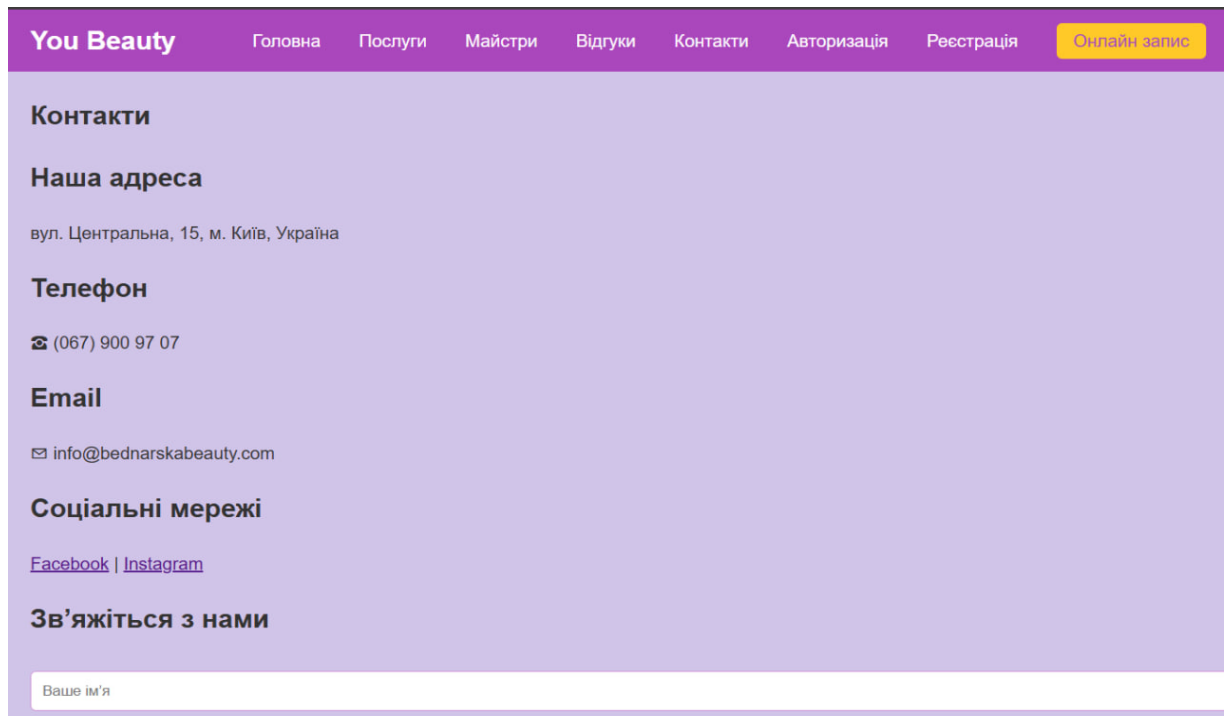 You Beauty Головна Послуги Майстри Відгуки Контакти Авторизація Реєстрація Онлайн запис
Контакти
Наша адреса
вул. Центральна, 15, м. Київ, Україна
Телефон
☎ (067) 900 97 07
Email
✉ info@bednarskabeauty.com
Соціальні мережі
Facebook | Instagram
Зв’яжіться з нами
Ваше ім'я